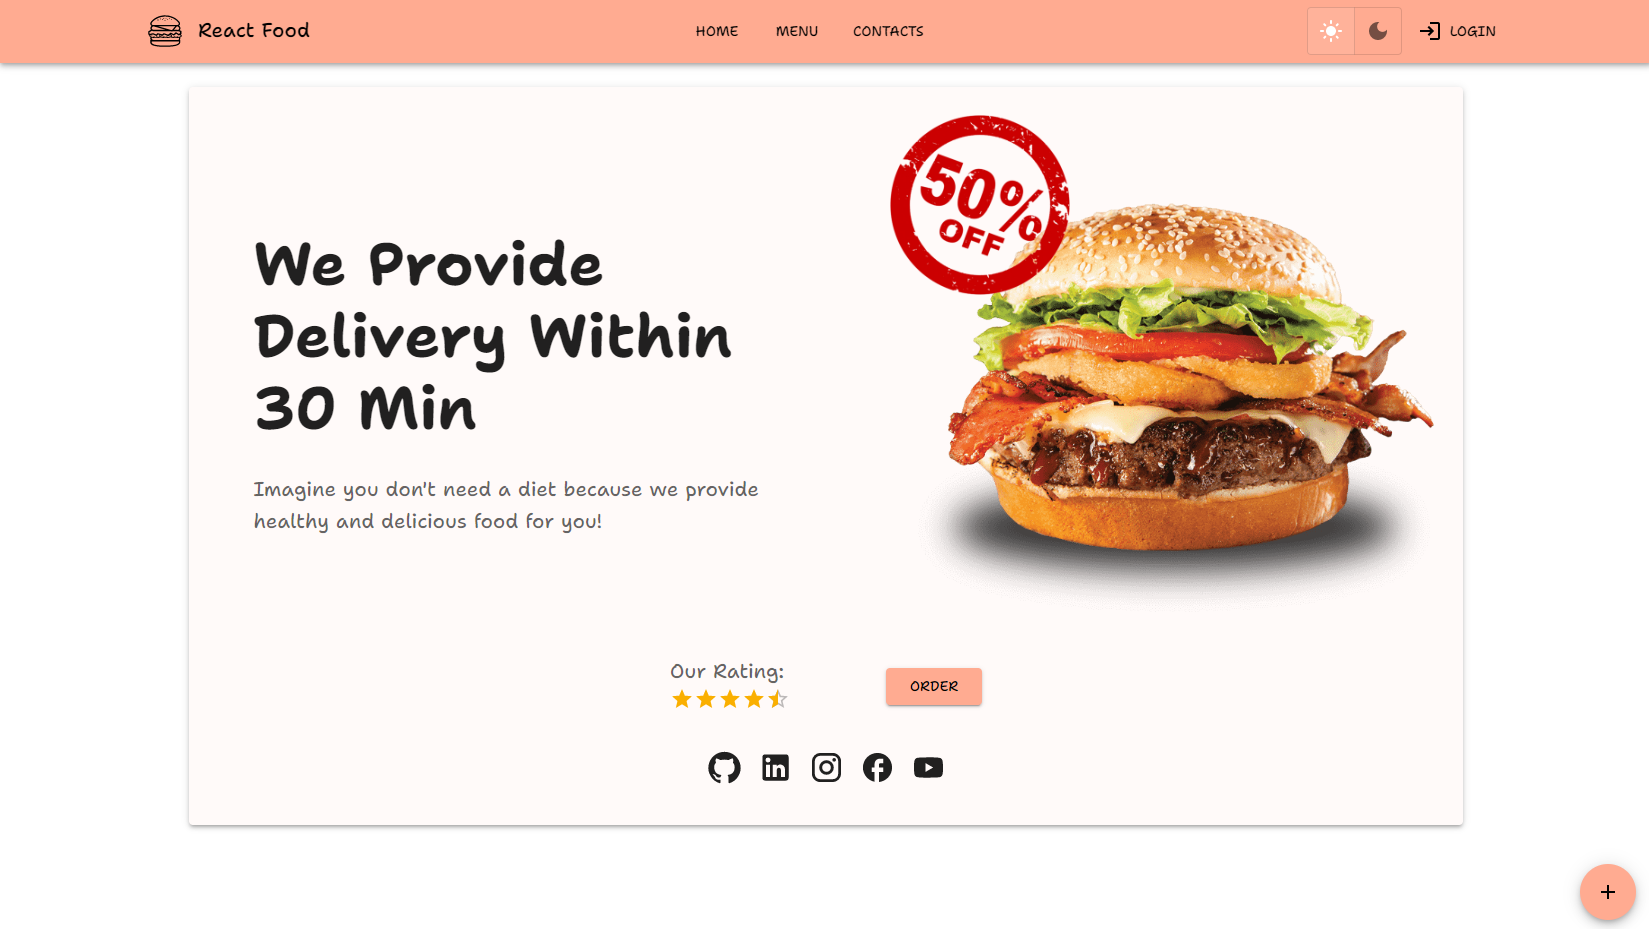 React Food
HOME
MENU
CONTACTS
LOGIN
50%
OFF
We Provide
Delivery Within
30 Min
Imagine you don't need a diet because we provide
healthy and delicious food for you!
Our Rating:
ORDER